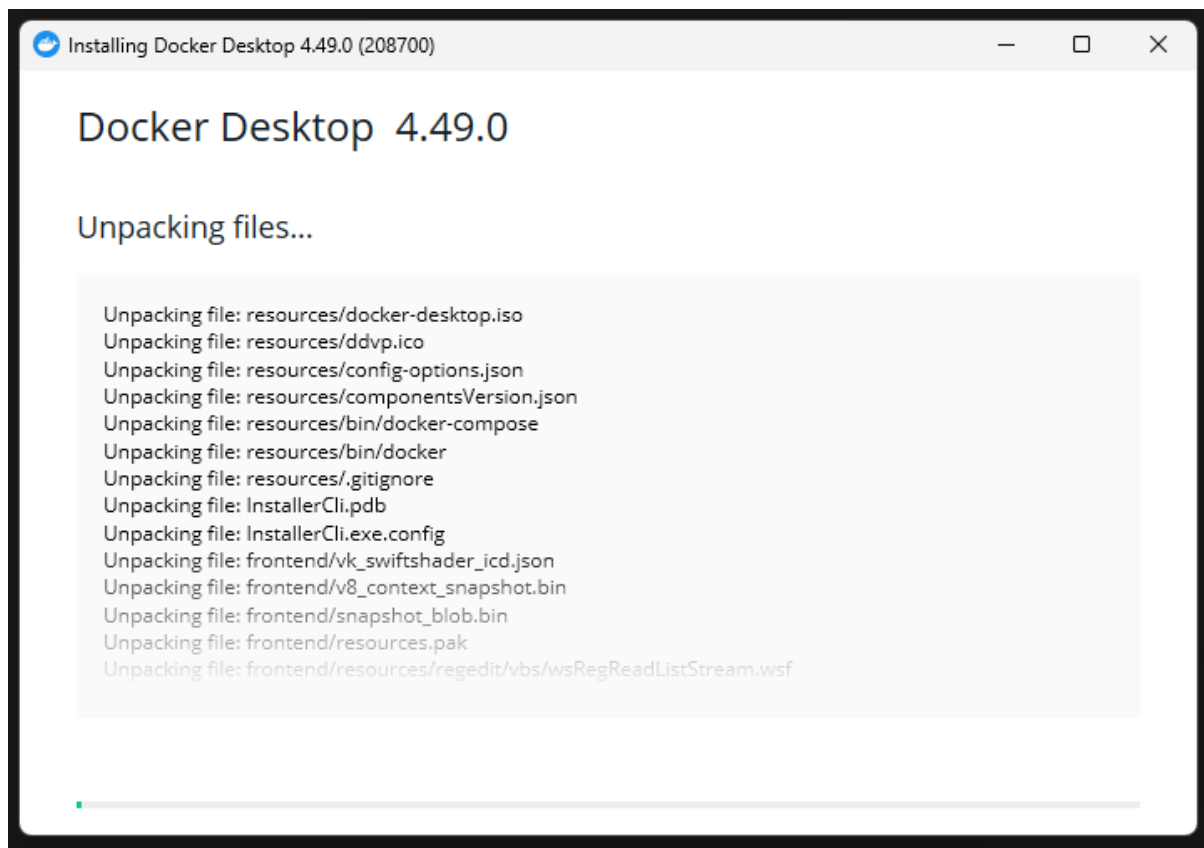 Installing Docker Desktop 4.49.0 (208700)
Docker Desktop 4.49.0
Unpacking files...
Unpacking file: resources/docker-desktop.iso
Unpacking file: resources/ddvp.ico
Unpacking file: resources/config-options.json
Unpacking file: resources/componentsVersion.json
Unpacking file: resources/bin/docker-compose
Unpacking file: resources/bin/docker
Unpacking file: resources/.gitignore
Unpacking file: InstallerCli.pdb
Unpacking file: InstallerCli.exe.config
Unpacking file: frontend/vk_swiftshader_icd.json
Unpacking file: frontend/v8_context_snapshot.bin
Unpacking file: frontend/snapshot_blob.bin
Unpacking file: frontend/resources.pak
Unpacking file: frontend/resources/regedit/vbs/wsRegReadListStream.wsf